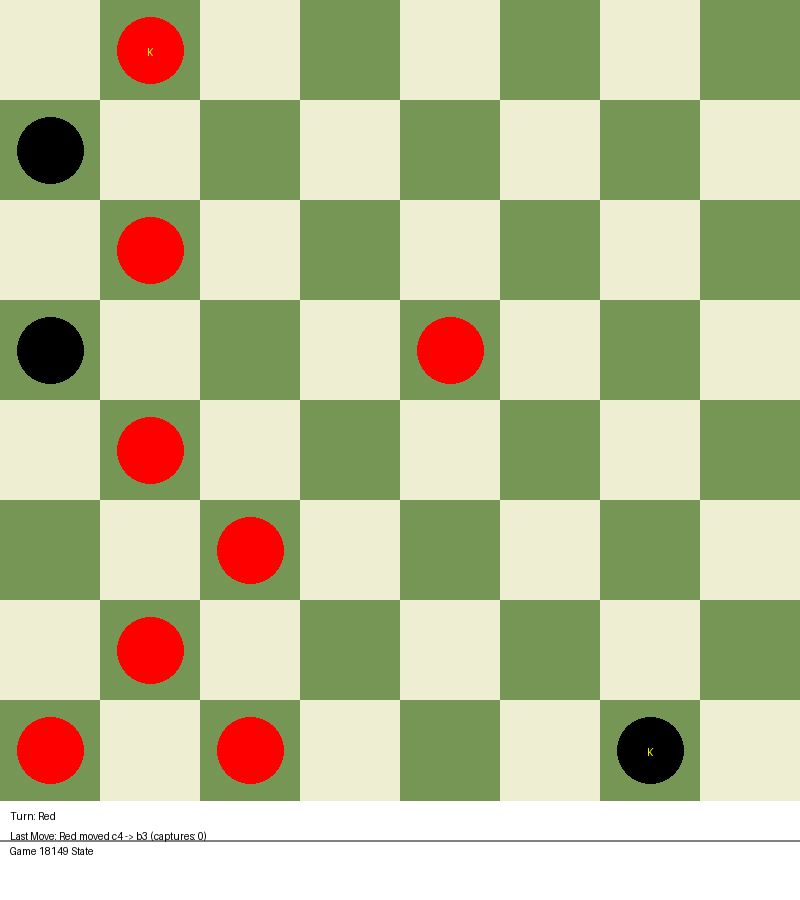 K
K
Turn: Red
Last Move: Red moved c4 -> b3 (captures: 0)
Game 18149 State